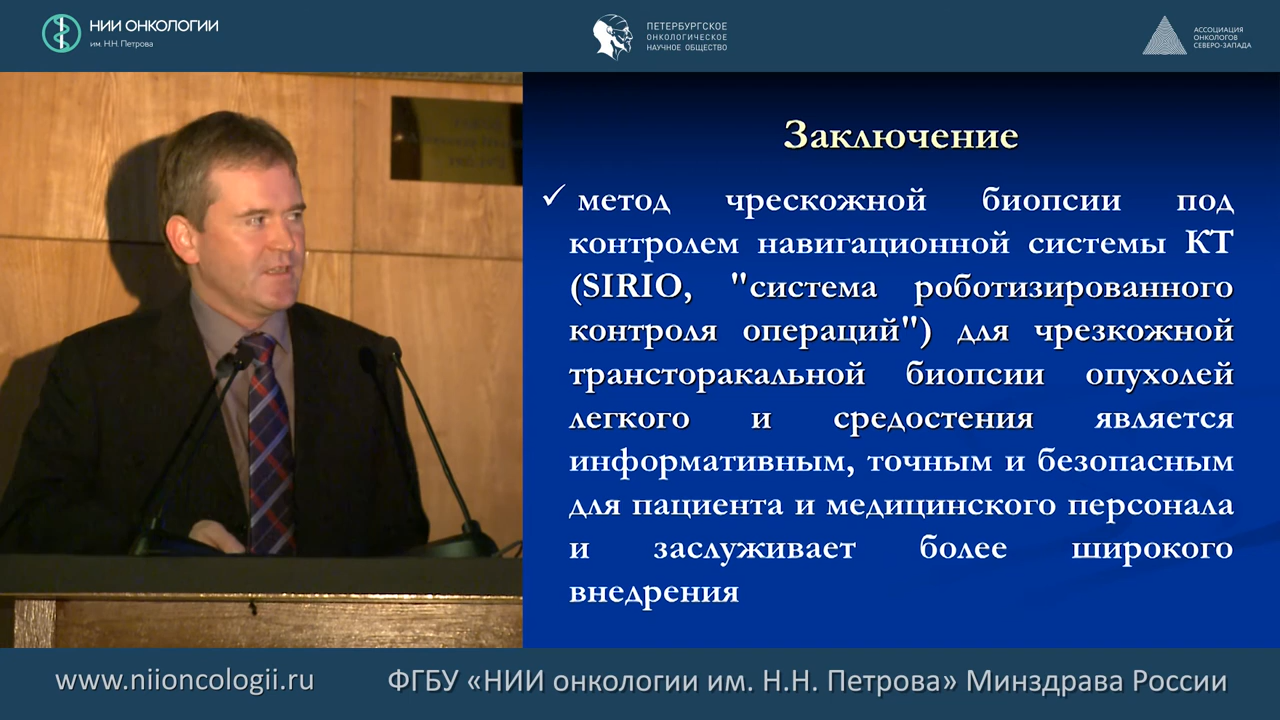 НИИ ОНКОЛОГИИ
им. Н.Н. Петрова
ПЕТЕРБУРГСКОЕ
ОНКОЛОГИЧЕСКОЕ
НАУЧНОЕ ОБЩЕСТВО
АССОЦИАЦИЯ
ОНКОЛОГОВ
СЕВЕРО-ЗАПАДА
Заключение
✓ метод чрескожной биопсии под
контролем навигационной системы КТ
(SIRIO, "система роботизированного
контроля операций") для чрезкожной
трансторакальной биопсии опухолей
легкого и средостения является
информативным, точным и безопасным
для пациента и медицинского персонала
и заслуживает более широкого
внедрения
www.niioncologii.ru
ФГБУ «НИИ онкологии им. Н.Н. Петрова» Минздрава России